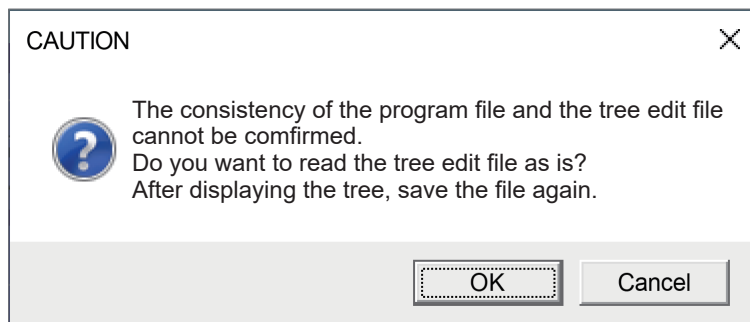 CAUTION
The consistency of the program file and the tree edit file
cannot be comfirmed.
Do you want to read the tree edit file as is?
After displaying the tree, save the file again.
OK
Cancel